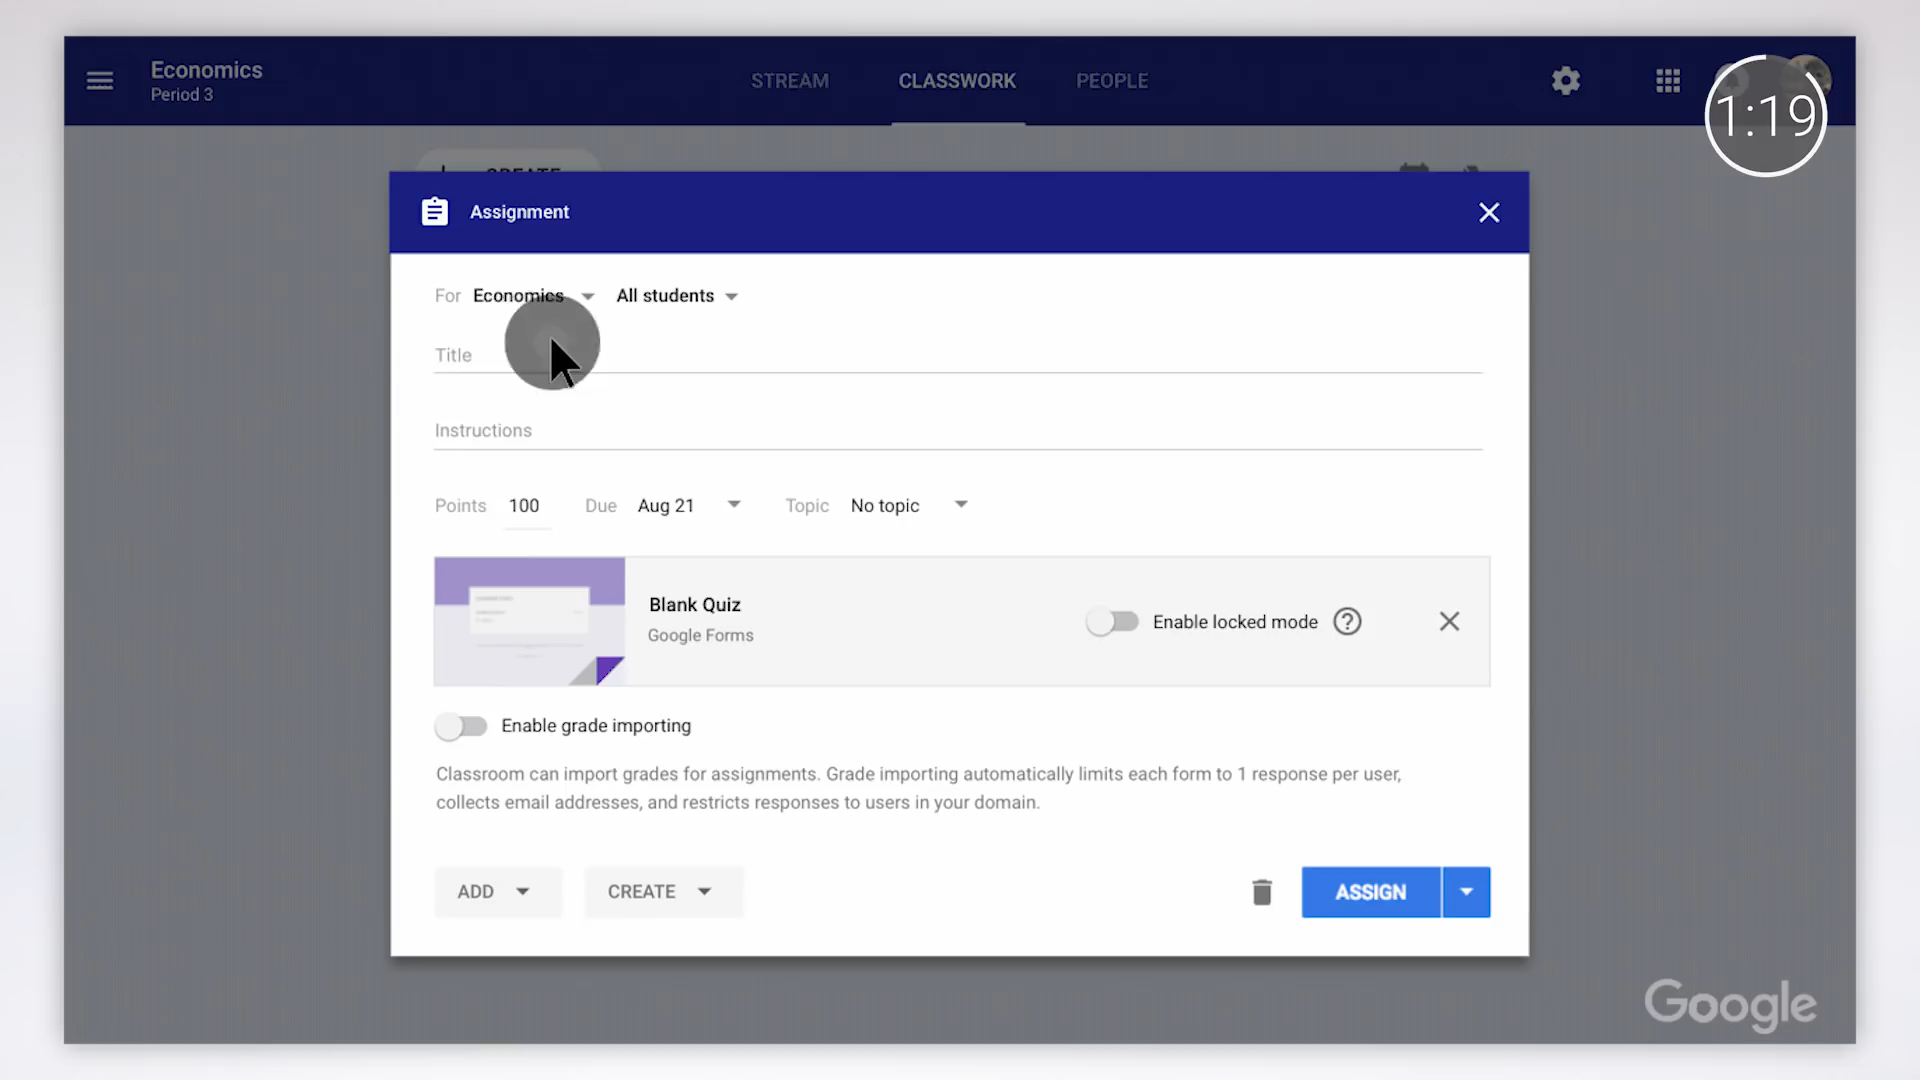 Economics
Period 3
STREAM
CLASSWORK
PEOPLE
1:19
CREATE
Assignment
For Economics All students
Title
Instructions
Points 100 Due Aug 21 Topic No topic
Blank Quiz
Google Forms
Enable locked mode
Enable grade importing
Classroom can import grades for assignments. Grade importing automatically limits each form to 1 response per user,
collects email addresses, and restricts responses to users in your domain.
ADD
CREATE
ASSIGN
Google